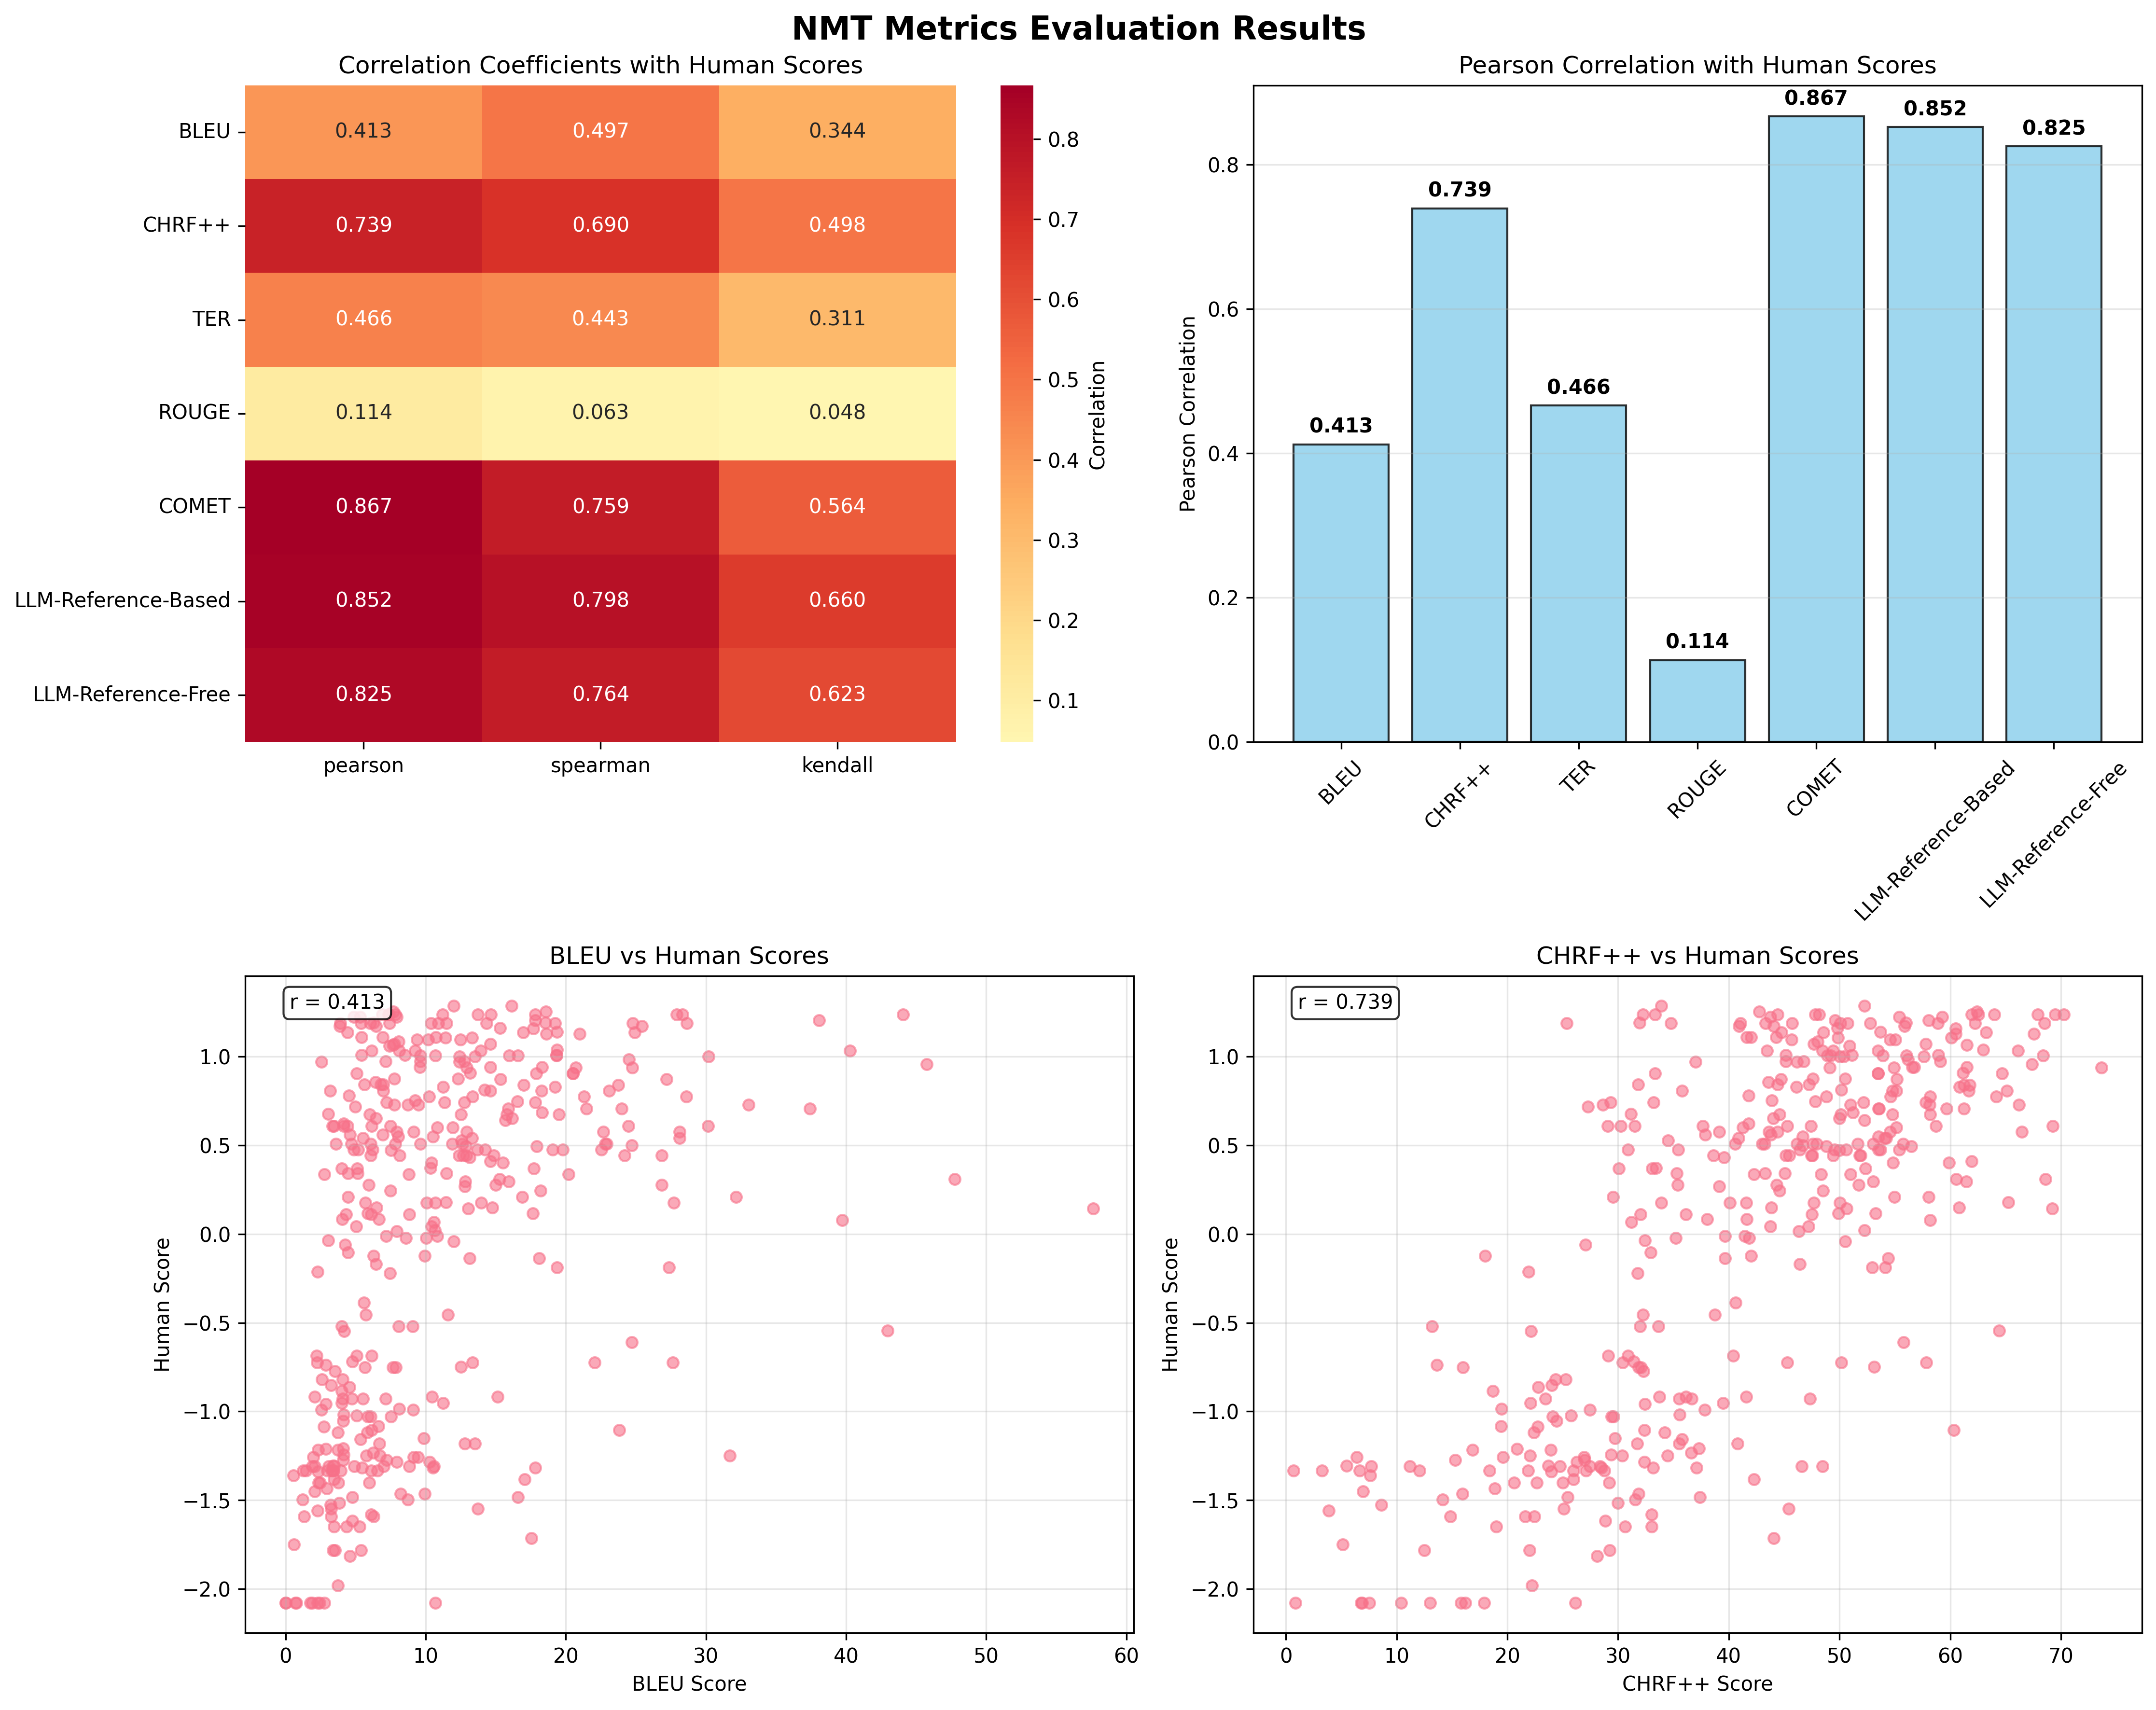 NMT Metrics Evaluation Results
Correlation Coefficients with Human Scores
BLEU 0.413 0.497 0.344
CHRF++ 0.739 0.690 0.498
TER 0.466 0.443 0.311
ROUGE 0.114 0.063 0.048
COMET 0.867 0.759 0.564
LLM-Reference-Based 0.852 0.798 0.660
LLM-Reference-Free 0.825 0.764 0.623
pearson spearman kendall
0.8
0.7
0.6
0.5
0.4
0.3
0.2
0.1
Correlation
Pearson Correlation with Human Scores
Pearson Correlation
0.8
0.6
0.4
0.2
0.0
0.413
0.739
0.466
0.114
0.867
0.852
0.825
BLEU
CHRF++
TER
ROUGE
COMET
LLM-Reference-Based
LLM-Reference-Free
BLEU vs Human Scores
r = 0.413
Human Score
1.0
0.5
0.0
−0.5
−1.0
−1.5
−2.0
0 10 20 30 40 50 60
BLEU Score
CHRF++ vs Human Scores
r = 0.739
Human Score
1.0
0.5
0.0
−0.5
−1.0
−1.5
−2.0
0 10 20 30 40 50 60 70
CHRF++ Score